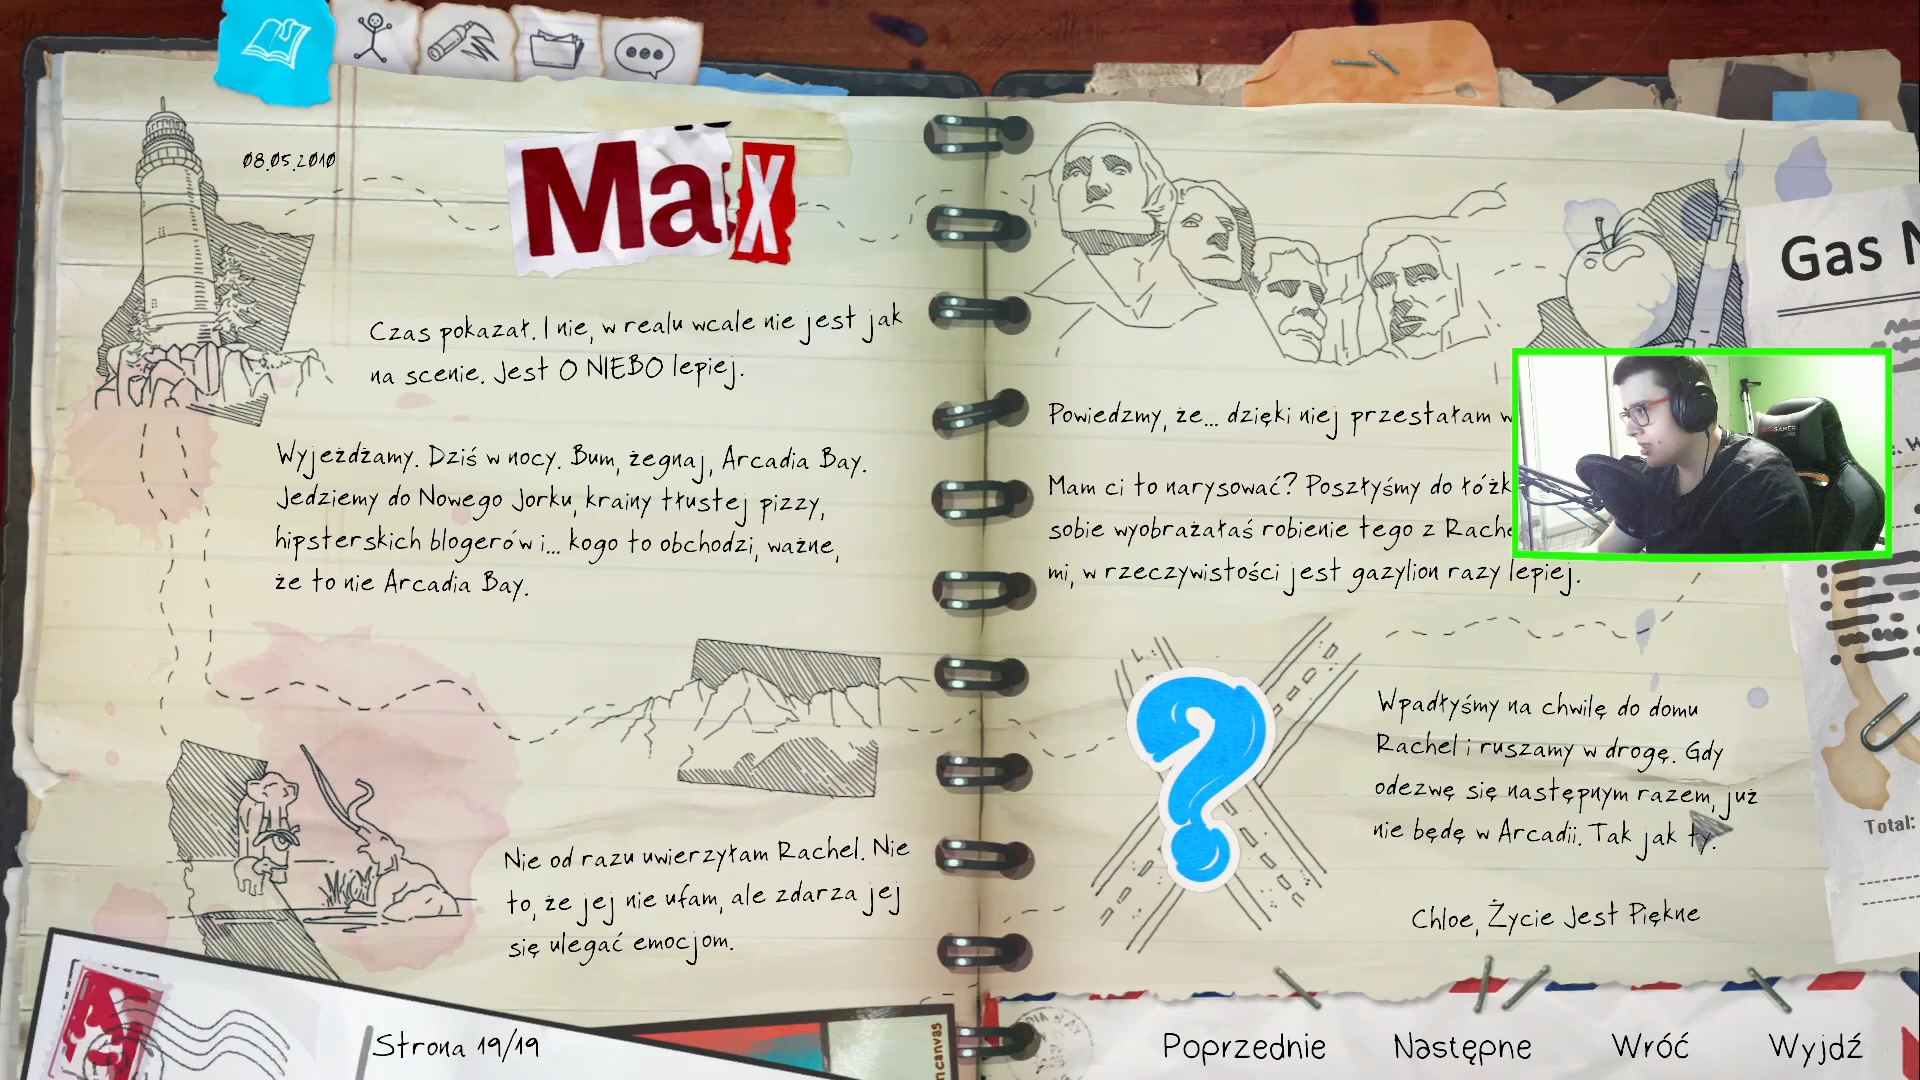 08.05.2010
Max
Czas pokazał. I nie, w realu wcale nie jest jak
na scenie. Jest O NIEBO lepiej.
Wyjeżdżamy. Dziś w nocy. Bum, żegnaj, Arcadia Bay.
Jedziemy do Nowego Jorku, krainy tłustej pizzy,
hipsterskich blogerów i... kogo to obchodzi, ważne,
że to nie Arcadia Bay.
Nie od razu uwierzyłam Rachel. Nie
to, że jej nie ufam, ale zdarza jej
się ulegać emocjom.
Strona 19/19
Powiedzmy, że... dzięki niej przestałam w
Mam ci to narysować? Poszłyśmy do łóżk
sobie wyobrażałaś robienie tego z Rache
mi, w rzeczywistości jest gazylion razy lepiej.
?
Wpadłyśmy na chwilę do domu
Rachel i ruszamy w drogę. Gdy
odezwę się następnym razem, już
nie będę w Arcadii. Tak jak ty.
Chloe, Życie Jest Piękne
Gas
Total:
Poprzednie
Następne
Wróć
Wyjdź